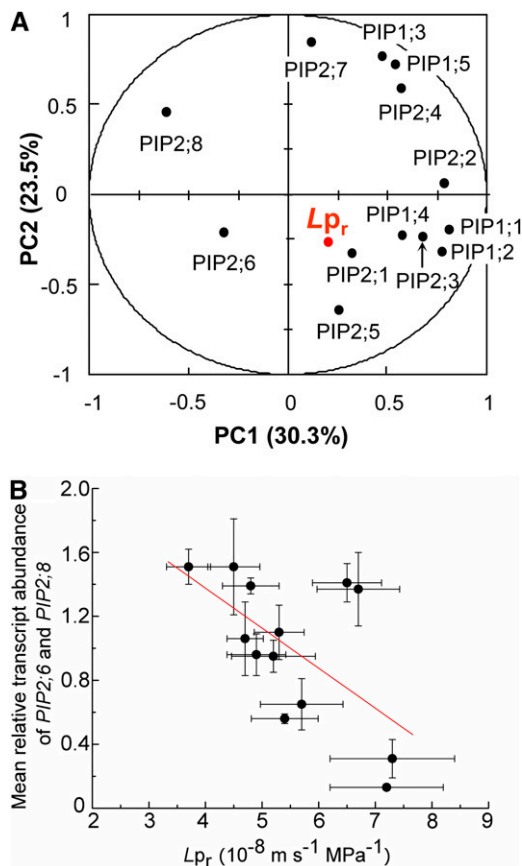 A
1
0.5
0
-0.5
-1
PC2 (23.5%)
PIP1;3
PIP1;5
PIP2;7
PIP2;4
PIP2;8
PIP2;2
Lpr
PIP1;4
PIP1;1
PIP1;2
PIP2;6
PIP2;1
PIP2;3
PIP2;5
-1
-0.5
0
0.5
1
PC1 (30.3%)
B
2.0
1.6
1.2
0.8
0.4
0
Mean relative transcript abundance
of PIP2;6 and PIP2;8
2
3
4
5
6
7
8
9
Lpr (10⁻⁸ m s⁻¹ MPa⁻¹)